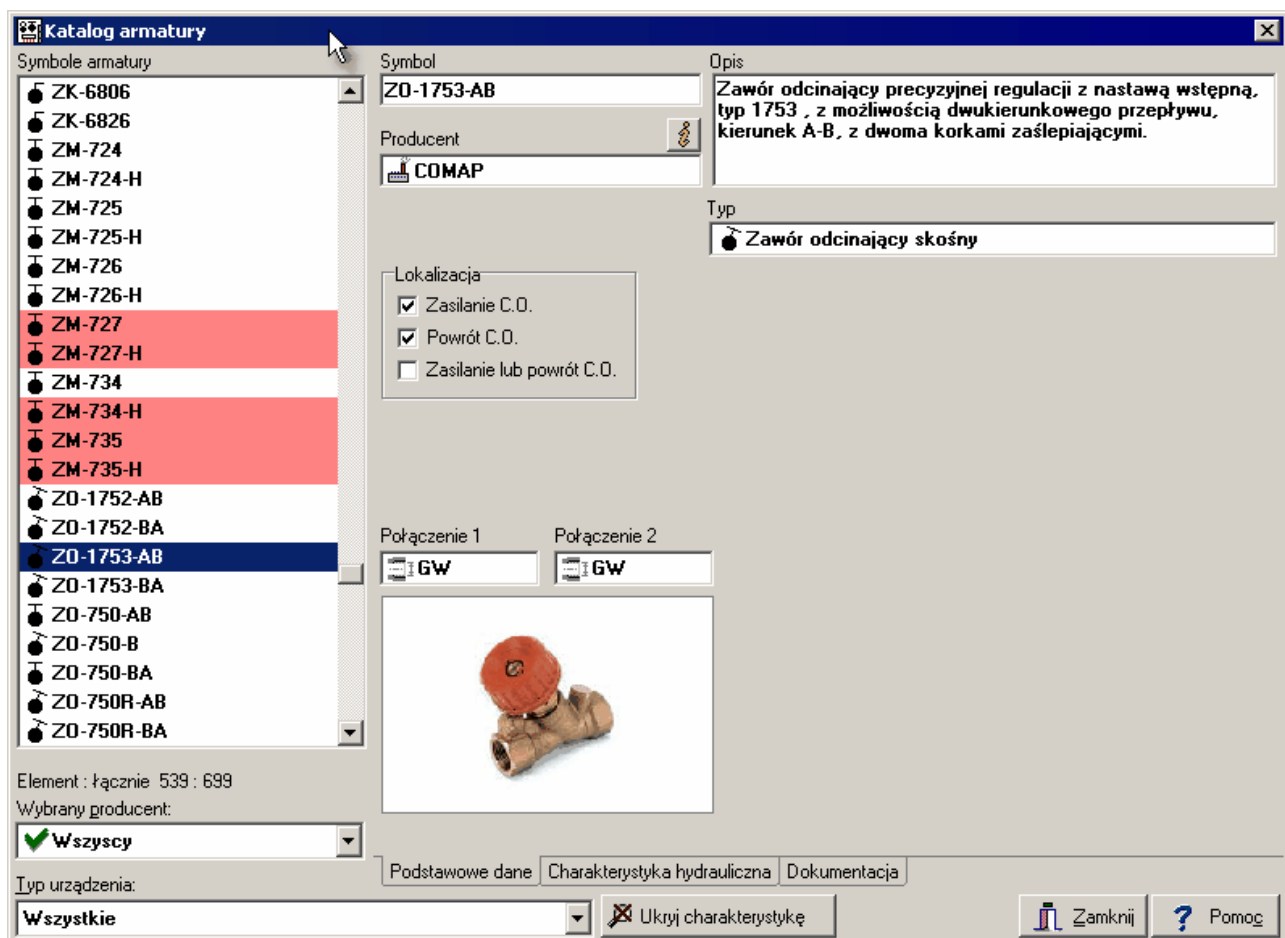 Katalog armatury
Symbole armatury
ZK-6806
ZK-6826
ZM-724
ZM-724-H
ZM-725
ZM-725-H
ZM-726
ZM-726-H
ZM-727
ZM-727-H
ZM-734
ZM-734-H
ZM-735
ZM-735-H
ZO-1752-AB
ZO-1752-BA
ZO-1753-AB
ZO-1753-BA
ZO-750-AB
ZO-750-B
ZO-750-BA
ZO-750R-AB
ZO-750R-BA
Element : łącznie 539 : 699
Wybrany producent:
Wszyscy
Typ urządzenia:
Wszystkie
Symbol
ZO-1753-AB
Producent
COMAP
Opis
Zawór odcinający precyzyjnej regulacji z nastawą wstępną,
typ 1753 , z możliwością dwukierunkowego przepływu,
kierunek A-B, z dwoma korkami zaślepiającymi.
Typ
Zawór odcinający skośny
Lokalizacja
Zasilanie C.O.
Powrót C.O.
Zasilanie lub powrót C.O.
Połączenie 1
GW
Połączenie 2
GW
Podstawowe dane
Charakterystyka hydrauliczna
Dokumentacja
Ukryj charakterystykę
Zamknij
Pomoc